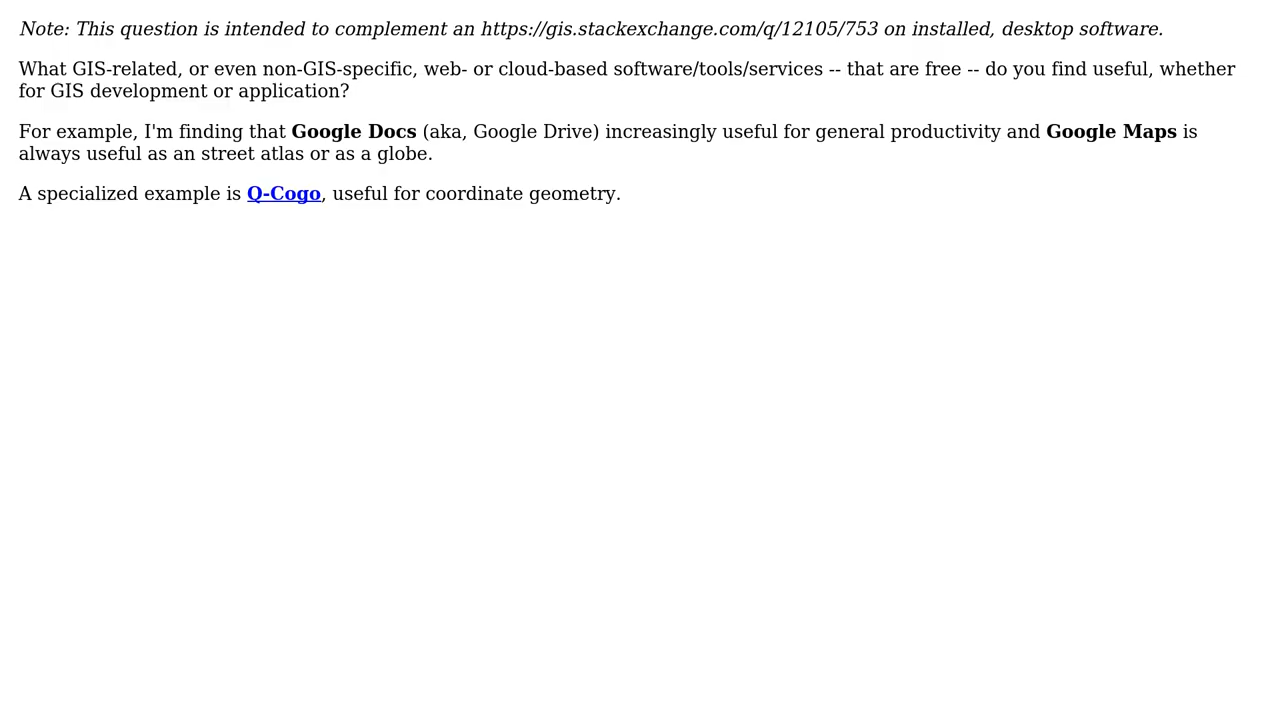 Note: This question is intended to complement an https://gis.stackexchange.com/q/12105/753 on installed, desktop software.
What GIS-related, or even non-GIS-specific, web- or cloud-based software/tools/services -- that are free -- do you find useful, whether
for GIS development or application?
For example, I'm finding that Google Docs (aka, Google Drive) increasingly useful for general productivity and Google Maps is
always useful as an street atlas or as a globe.
A specialized example is Q-Cogo, useful for coordinate geometry.